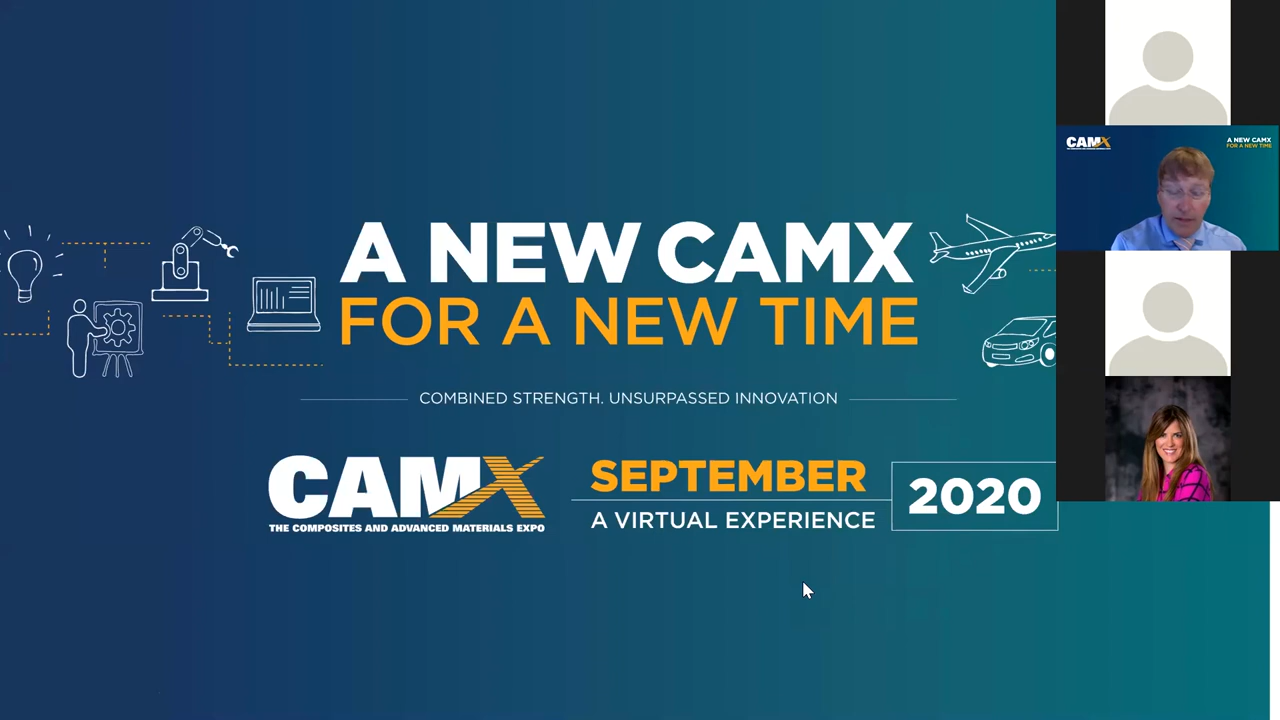 A NEW CAMX
FOR A NEW TIME
COMBINED STRENGTH. UNSURPASSED INNOVATION
CAMX
THE COMPOSITES AND ADVANCED MATERIALS EXPO
SEPTEMBER
A VIRTUAL EXPERIENCE
2020
CAMX
A NEW CAMX
FOR A NEW TIME